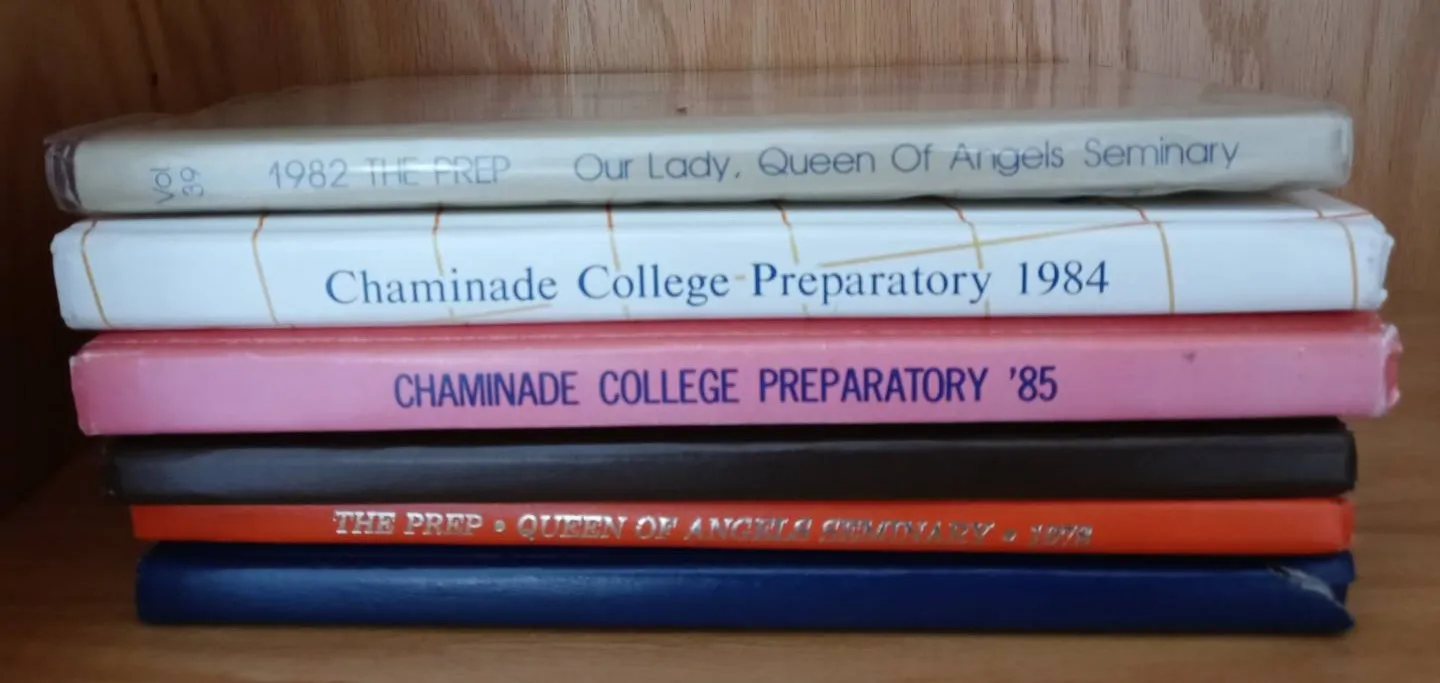 Vol 39 1982 THE PREP Our Lady, Queen Of Angels Seminary
Chaminade College Preparatory 1984
CHAMINADE COLLEGE PREPARATORY '85
THE PREP • QUEEN OF ANGELS SEMINARY •